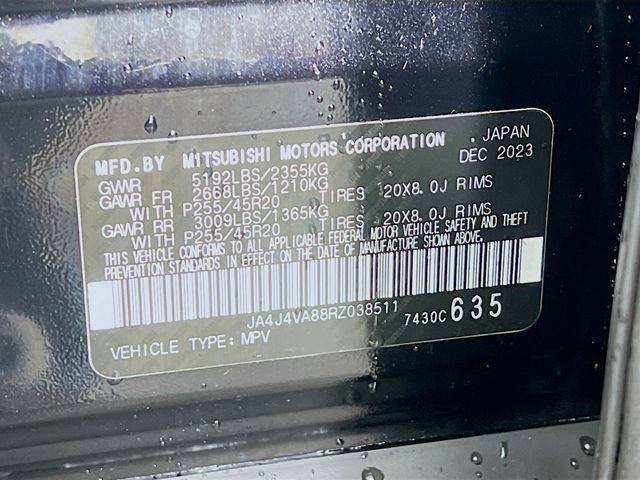 MFD.BY MITSUBISHI MOTORS CORPORATION , JAPAN
GWR 5192LBS/2355KG DEC 2023
GAWR FR 2668LBS/1210KG TIRES 20X8.0J RIMS
WITH P255/45R20
GAWR RR 3009LBS/1365KG TIRES 20X8.0J RIMS
WITH P255/45R20
THIS VEHICLE CONFORMS TO ALL APPLICABLE FEDERAL MOTOR VEHICLE SAFETY AND THEFT
PREVENTION STANDARDS IN EFFECT ON THE DATE OF MANUFACTURE SHOWN ABOVE.
JA4J4VA88RZ038511
7430C 635
VEHICLE TYPE: MPV